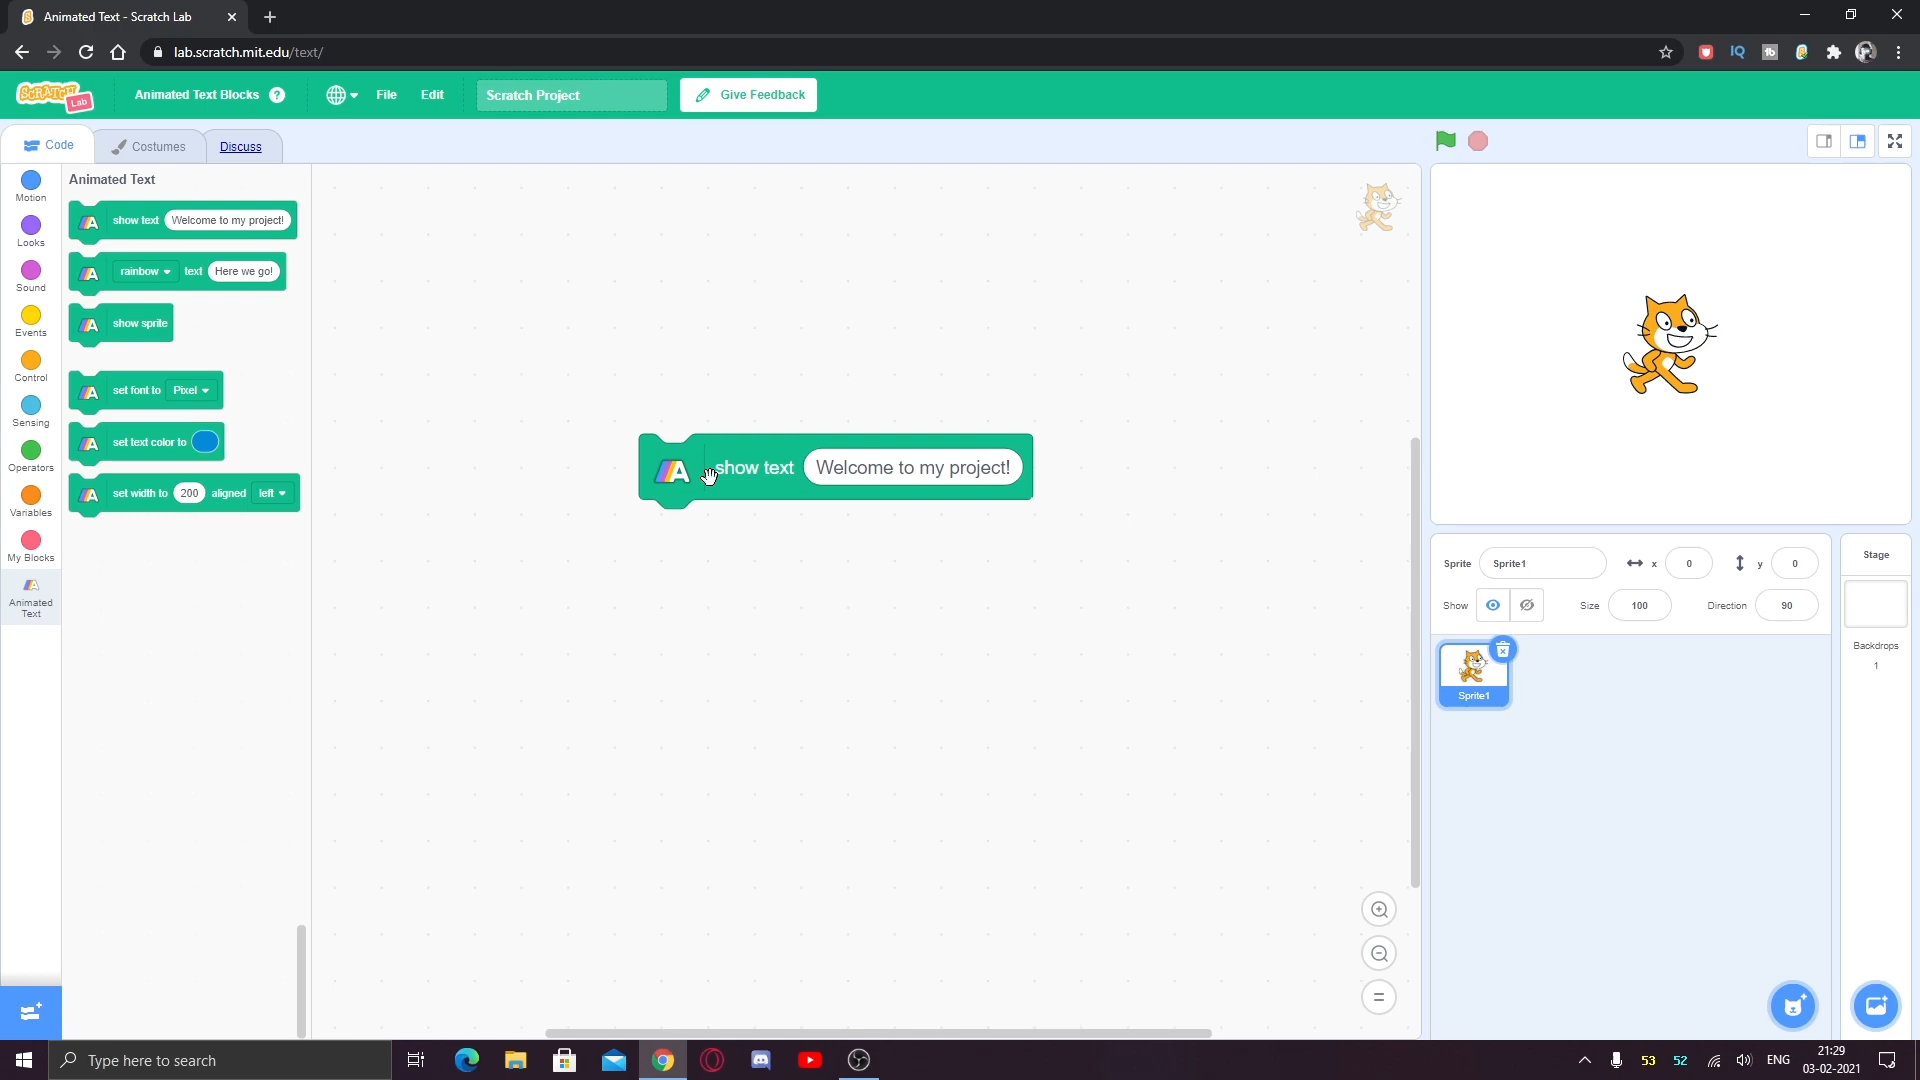 Animated Text - Scratch Lab
lab.scratch.mit.edu/text/
SCRATCH Lab
Animated Text Blocks ?
File
Edit
Scratch Project
Give Feedback
Code
Costumes
Discuss
Motion
Looks
Sound
Events
Control
Sensing
Operators
Variables
My Blocks
Animated
Text
Animated Text
show text Welcome to my project!
rainbow text Here we go!
show sprite
set font to Pixel
set text color to
set width to 200 aligned left
show text Welcome to my project!
Sprite Sprite1 x 0 y 0
Show Size 100 Direction 90
Sprite1
Stage
Backdrops
1
Type here to search
53 52 ENG
21:29
03-02-2021